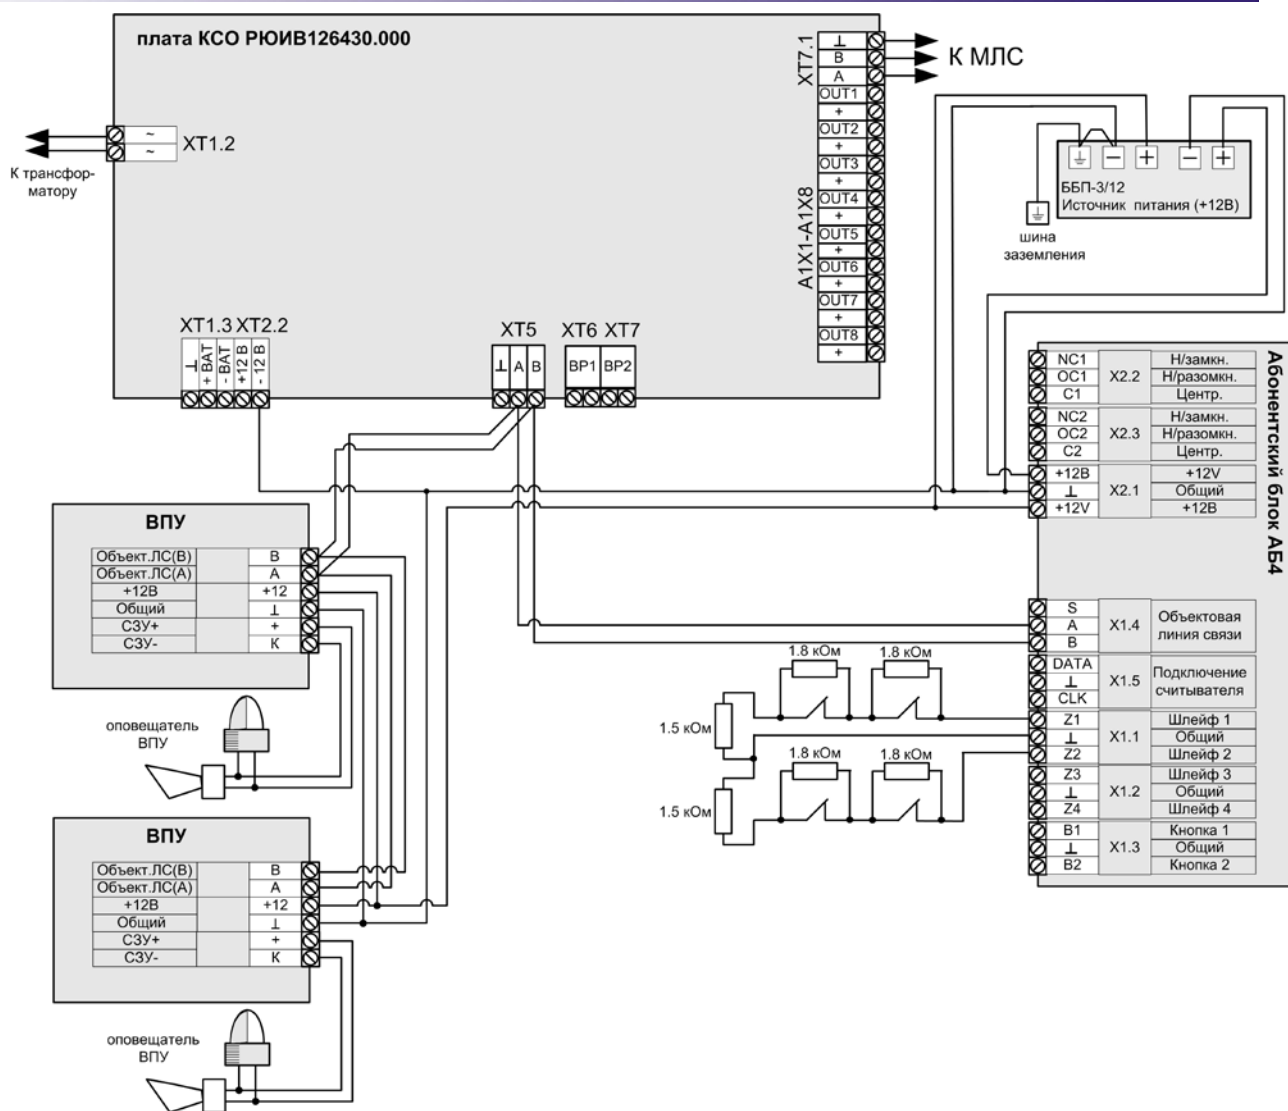 плата КСО РЮИВ126430.000
XT7.1
⊥
B
A
К МЛС
OUT1
+
OUT2
+
OUT3
+
OUT4
+
OUT5
+
OUT6
+
OUT7
+
OUT8
+
A1X1-A1X8
~
~
XT1.2
К трансфор-
матору
- + - +
ББП-3/12
Источник питания (+12В)
шина
заземления
XT1.3 XT2.2
⊥
+ BAT
- BAT
+12 В
- 12 В
XT5
⊥ A B
XT6 XT7
BP1 BP2
Абонентский блок АБ4
NC1 Н/замкн.
OC1 X2.2 Н/разомкн.
C1 Центр.
NC2 Н/замкн.
OC2 X2.3 Н/разомкн.
C2 Центр.
+12В +12V
⊥ X2.1 Общий
+12V +12В
S
A X1.4
B
Объектовая
линия связи
DATA
⊥ X1.5
CLK
Подключение
считывателя
Z1 Шлейф 1
⊥ X1.1 Общий
Z2 Шлейф 2
Z3 Шлейф 3
⊥ X1.2 Общий
Z4 Шлейф 4
B1 Кнопка 1
⊥ X1.3 Общий
B2 Кнопка 2
ВПУ
Объект.ЛС(В) B
Объект.ЛС(А) A
+12В +12
Общий ⊥
СЗУ+ +
СЗУ- К
оповещатель
ВПУ
1.8 кОм 1.8 кОм
1.5 кОм
1.8 кОм 1.8 кОм
1.5 кОм
ВПУ
Объект.ЛС(В) B
Объект.ЛС(А) A
+12В +12
Общий ⊥
СЗУ+ +
СЗУ- К
оповещатель
ВПУ